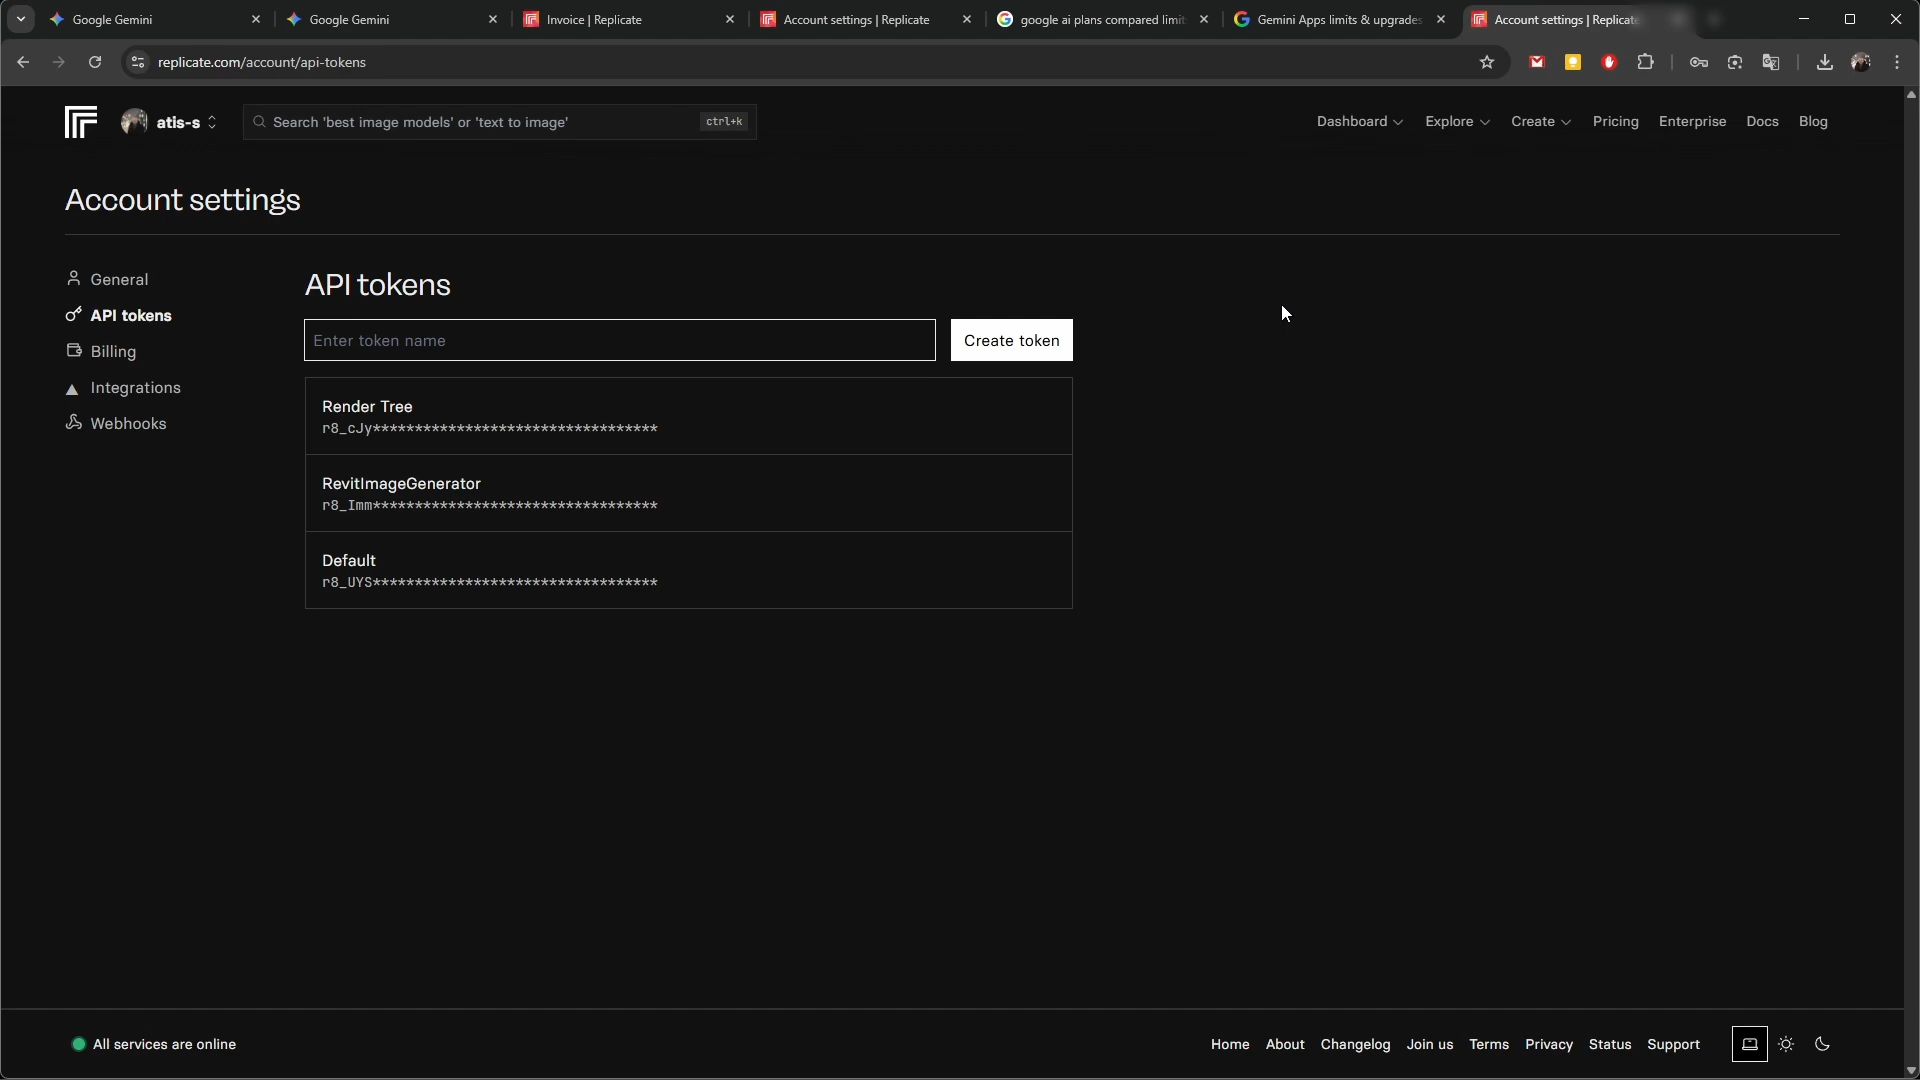 Google Gemini
Google Gemini
Invoice | Replicate
Account settings | Replicate
google ai plans compared limit
Gemini Apps limits & upgrades
Account settings | Replicate
replicate.com/account/api-tokens
atis-s
Search 'best image models' or 'text to image'
ctrl+k
Dashboard
Explore
Create
Pricing
Enterprise
Docs
Blog
Account settings
General
API tokens
Billing
Integrations
Webhooks
API tokens
Enter token name
Create token
Render Tree
r8_cJy**********************************
RevitImageGenerator
r8_Imm**********************************
Default
r8_UYS**********************************
All services are online
Home
About
Changelog
Join us
Terms
Privacy
Status
Support